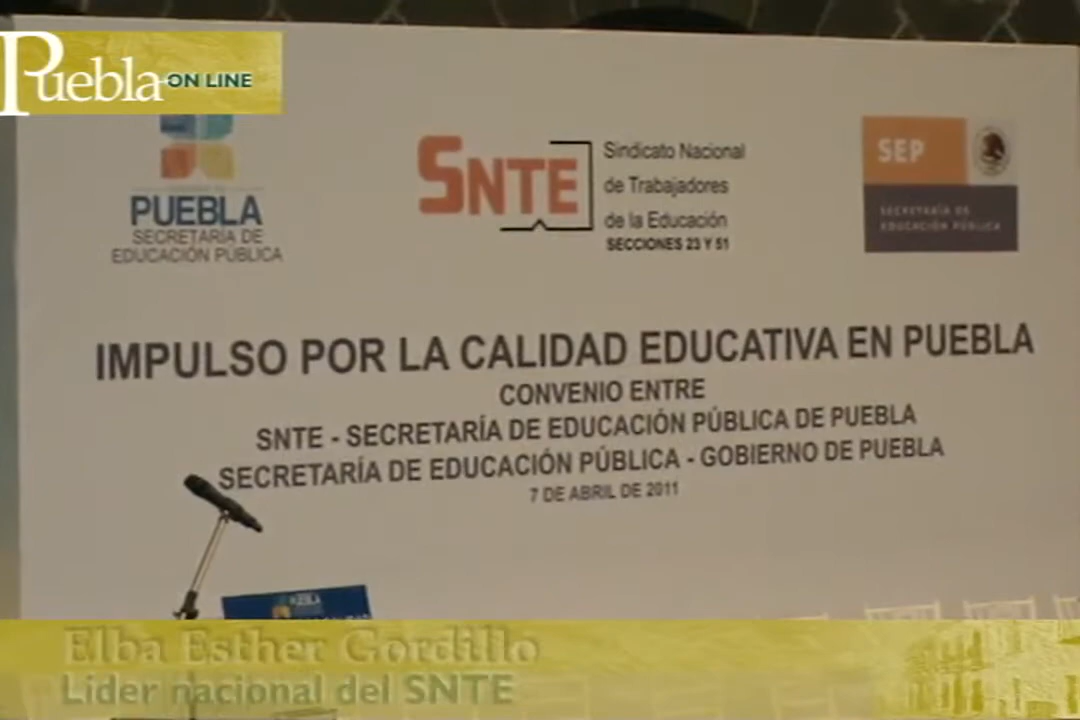 Puebla ON LINE
PUEBLA
SECRETARÍA DE
EDUCACIÓN PÚBLICA
SNTE
Sindicato Nacional
de Trabajadores
de la Educación
SECCIONES 23 Y 51
SEP
SECRETARÍA DE
EDUCACIÓN PÚBLICA
IMPULSO POR LA CALIDAD EDUCATIVA EN PUEBLA
CONVENIO ENTRE
SNTE - SECRETARÍA DE EDUCACIÓN PÚBLICA DE PUEBLA
SECRETARÍA DE EDUCACIÓN PÚBLICA - GOBIERNO DE PUEBLA
7 DE ABRIL DE 2011
PUEBLA
Elba Esther Gordillo
Líder nacional del SNTE